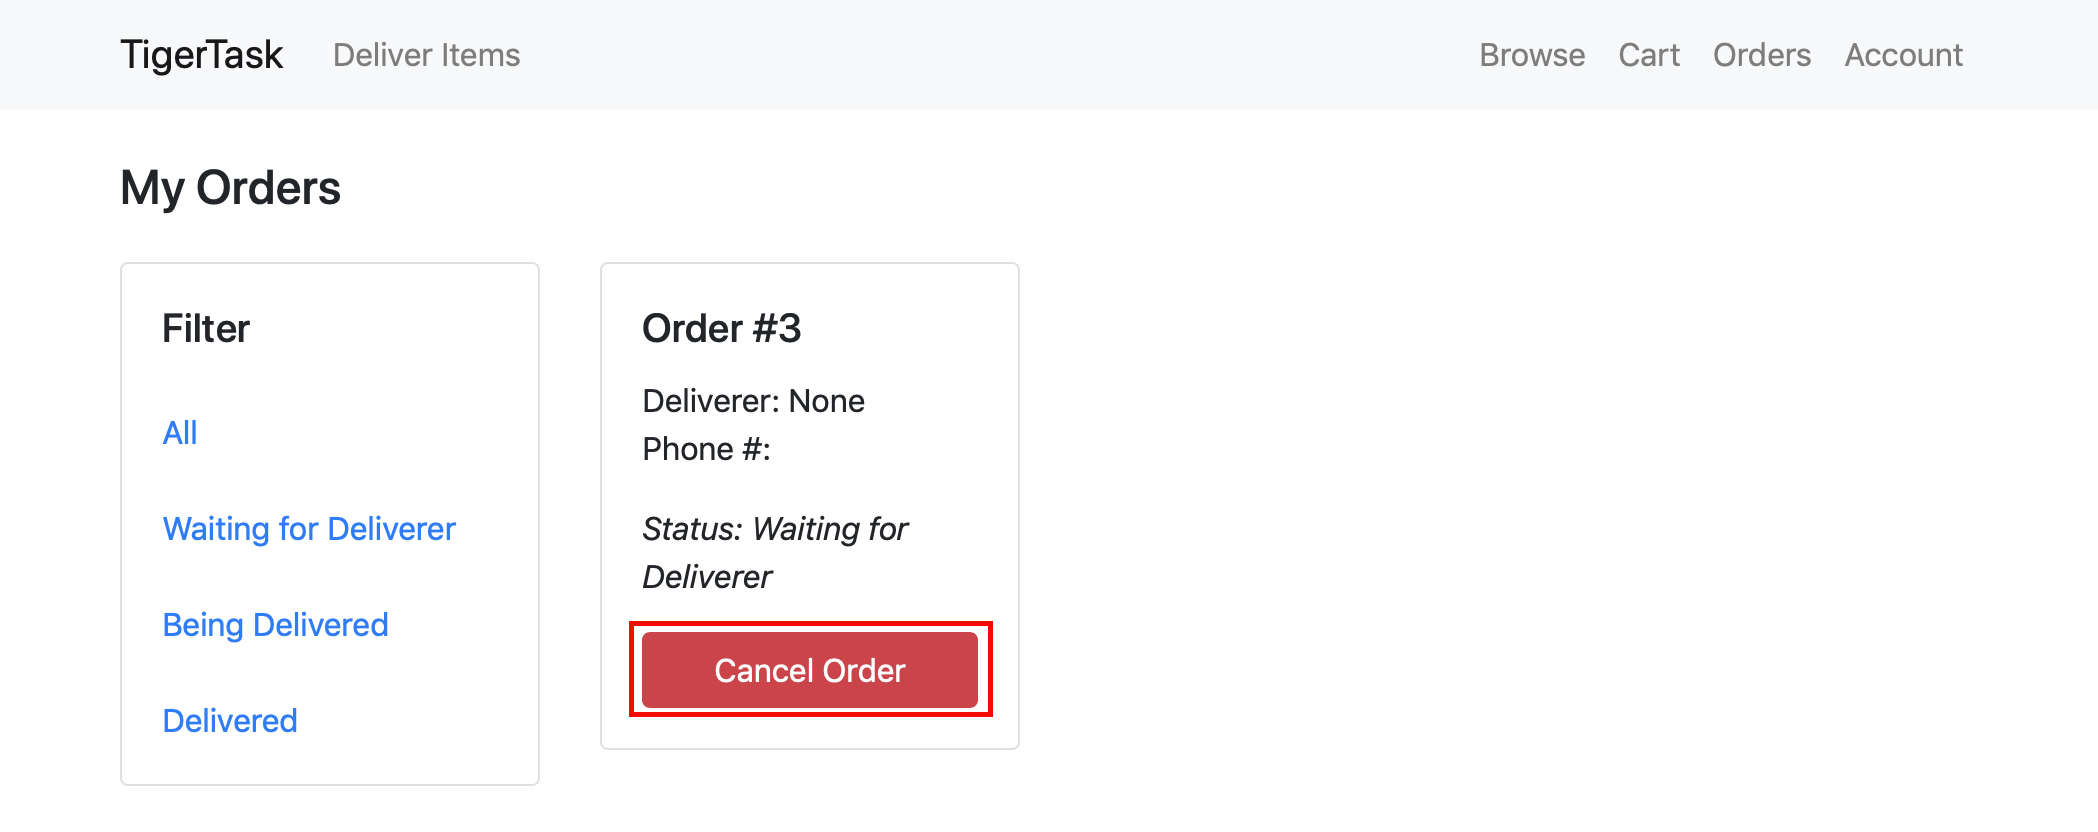 TigerTask Deliver Items Browse Cart Orders Account
My Orders
Filter
All
Waiting for Deliverer
Being Delivered
Delivered
Order #3
Deliverer: None
Phone #:
Status: Waiting for
Deliverer
Cancel Order